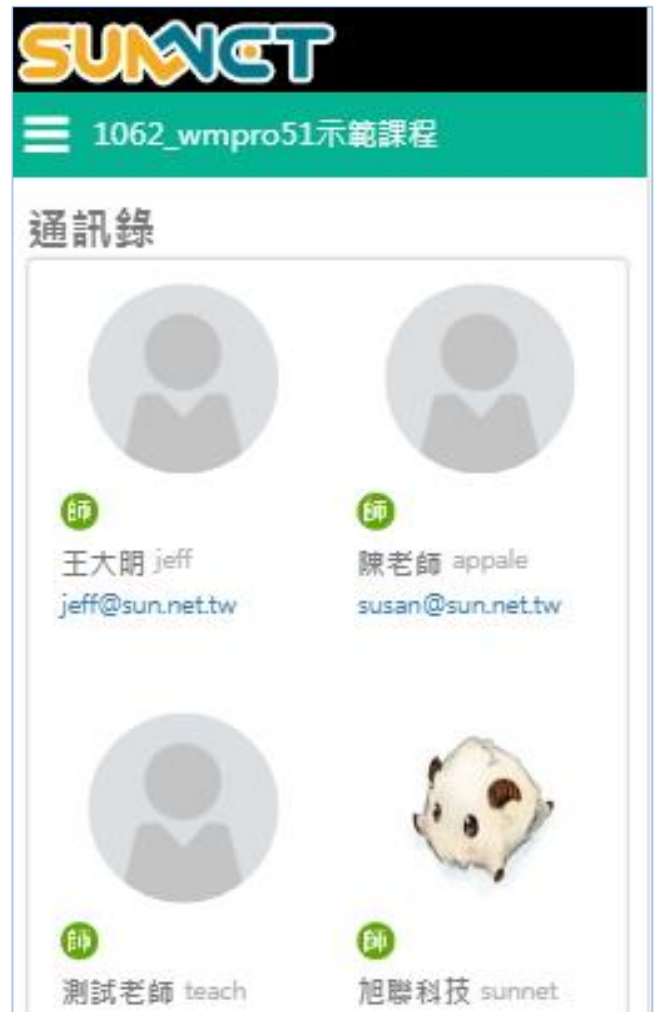 SUNNET
1062_wmpro51示範課程
通訊錄
師
王大明 jeff
jeff@sun.net.tw
師
陳老師 appale
susan@sun.net.tw
師
測試老師 teach
師
旭聯科技 sunnet